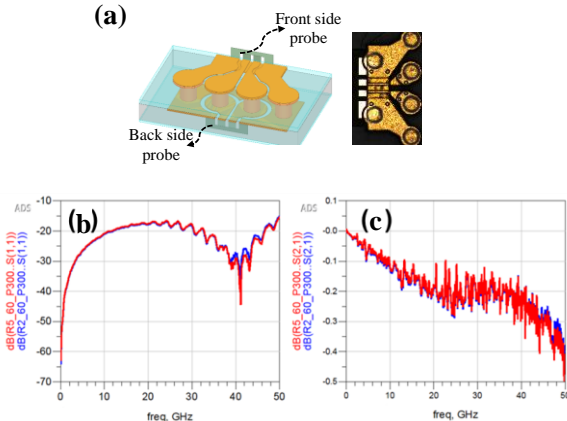 (a)
Front side
probe
Back side
probe
ADS
(b)
dB(R5_60_P300..S(1,1))
dB(R2_60_P300..S(1,1))
-10
-20
-30
-40
-50
-60
-70
0
10
20
30
40
50
freq, GHz
ADS
(c)
dB(R5_60_P300..S(2,1))
dB(R2_60_P300..S(2,1))
0.1
-0.0
-0.1
-0.2
-0.3
-0.4
-0.5
0
10
20
30
40
50
freq, GHz